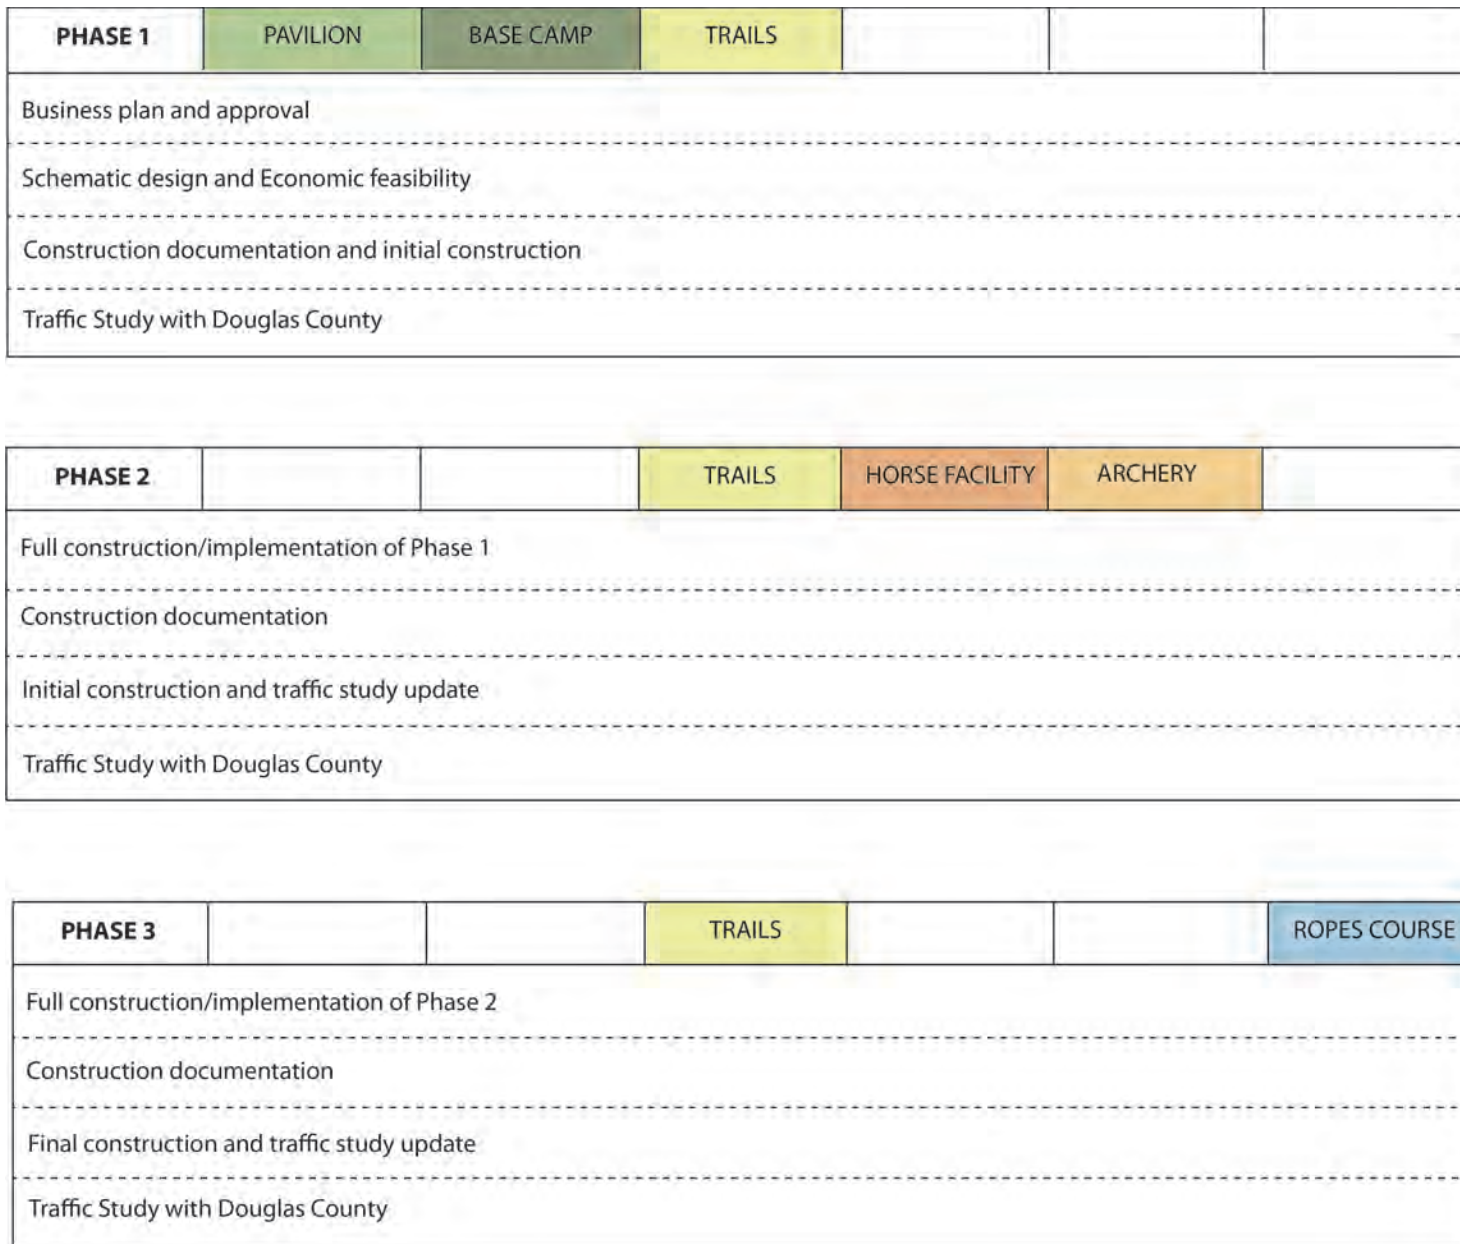 PHASE 1 PAVILION BASE CAMP TRAILS
Business plan and approval
Schematic design and Economic feasibility
Construction documentation and initial construction
Traffic Study with Douglas County
PHASE 2 TRAILS HORSE FACILITY ARCHERY
Full construction/implementation of Phase 1
Construction documentation
Initial construction and traffic study update
Traffic Study with Douglas County
PHASE 3 TRAILS ROPES COURSE
Full construction/implementation of Phase 2
Construction documentation
Final construction and traffic study update
Traffic Study with Douglas County